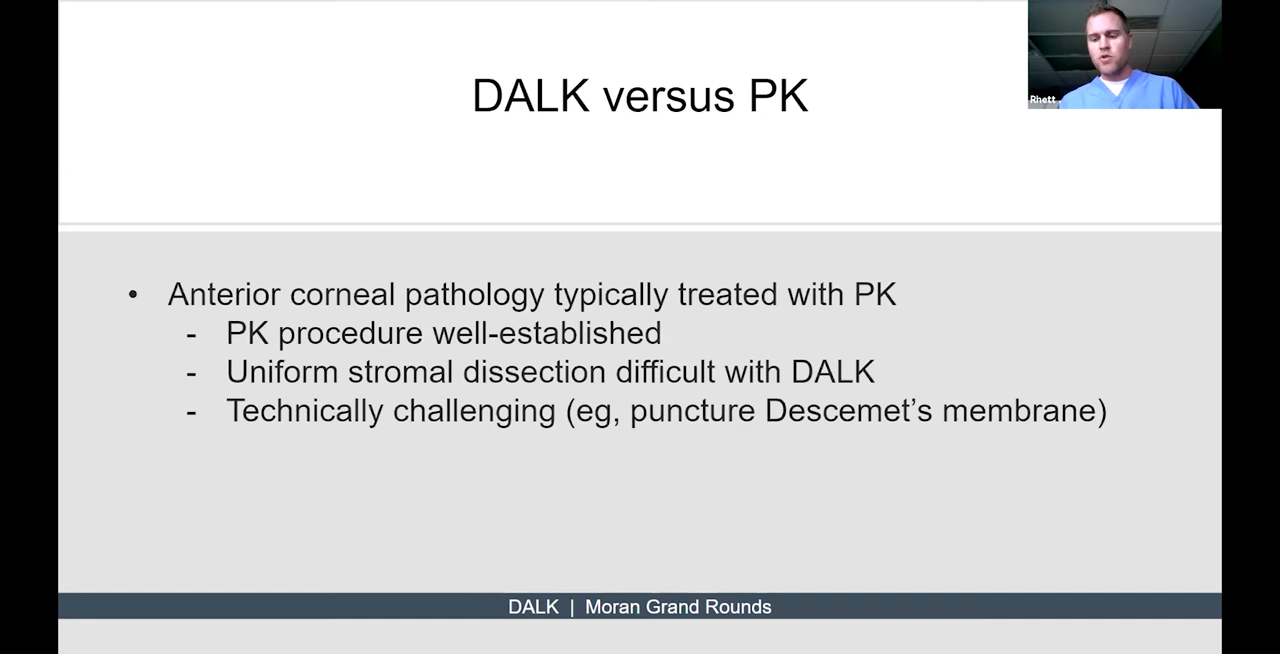 DALK versus PK
Rhett
• Anterior corneal pathology typically treated with PK
- PK procedure well-established
- Uniform stromal dissection difficult with DALK
- Technically challenging (eg, puncture Descemet’s membrane)
DALK | Moran Grand Rounds